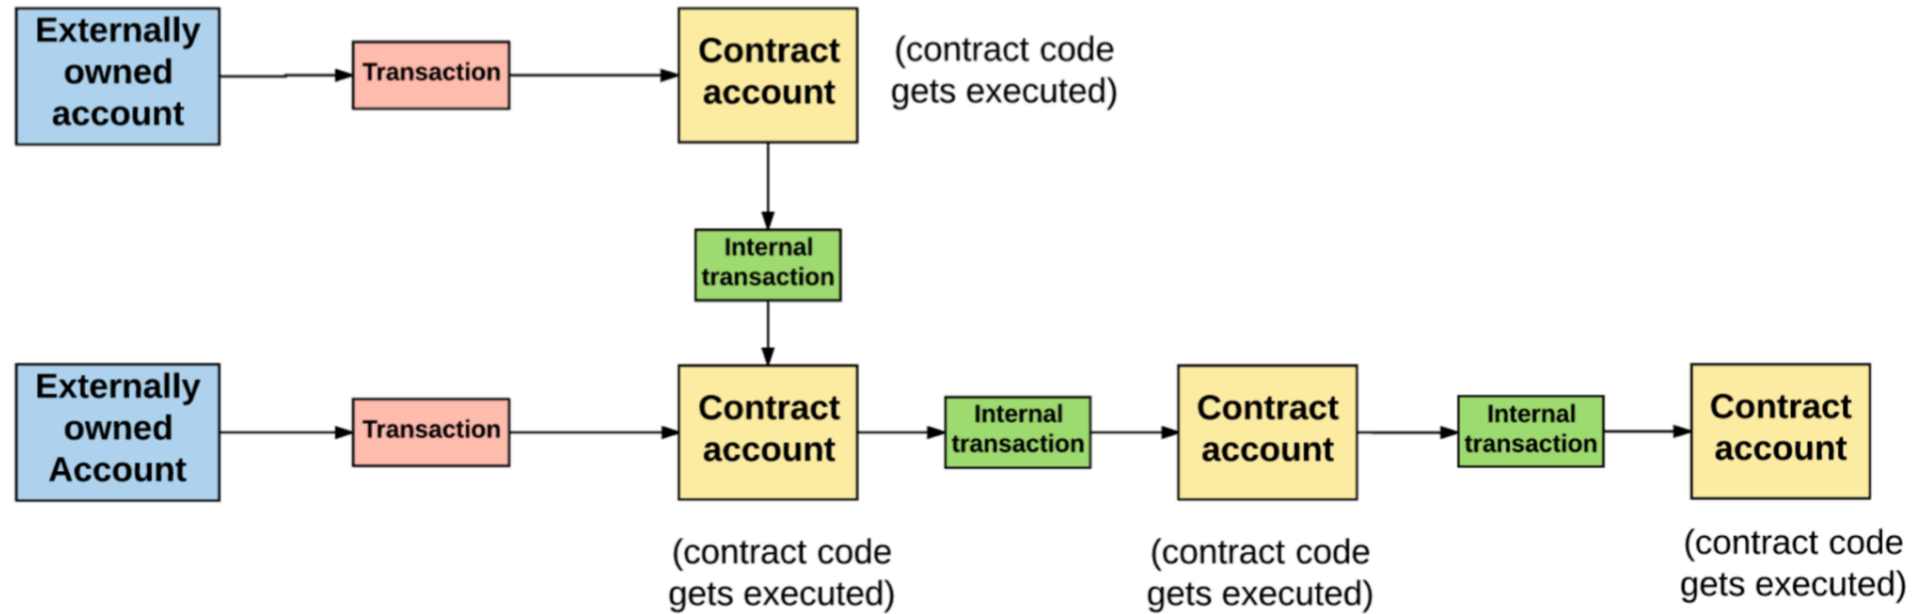 Externally
owned
account
Transaction
Contract
account
(contract code
gets executed)
Internal
transaction
Externally
owned
Account
Transaction
Contract
account
Internal
transaction
Contract
account
Internal
transaction
Contract
account
(contract code
gets executed)
(contract code
gets executed)
(contract code
gets executed)